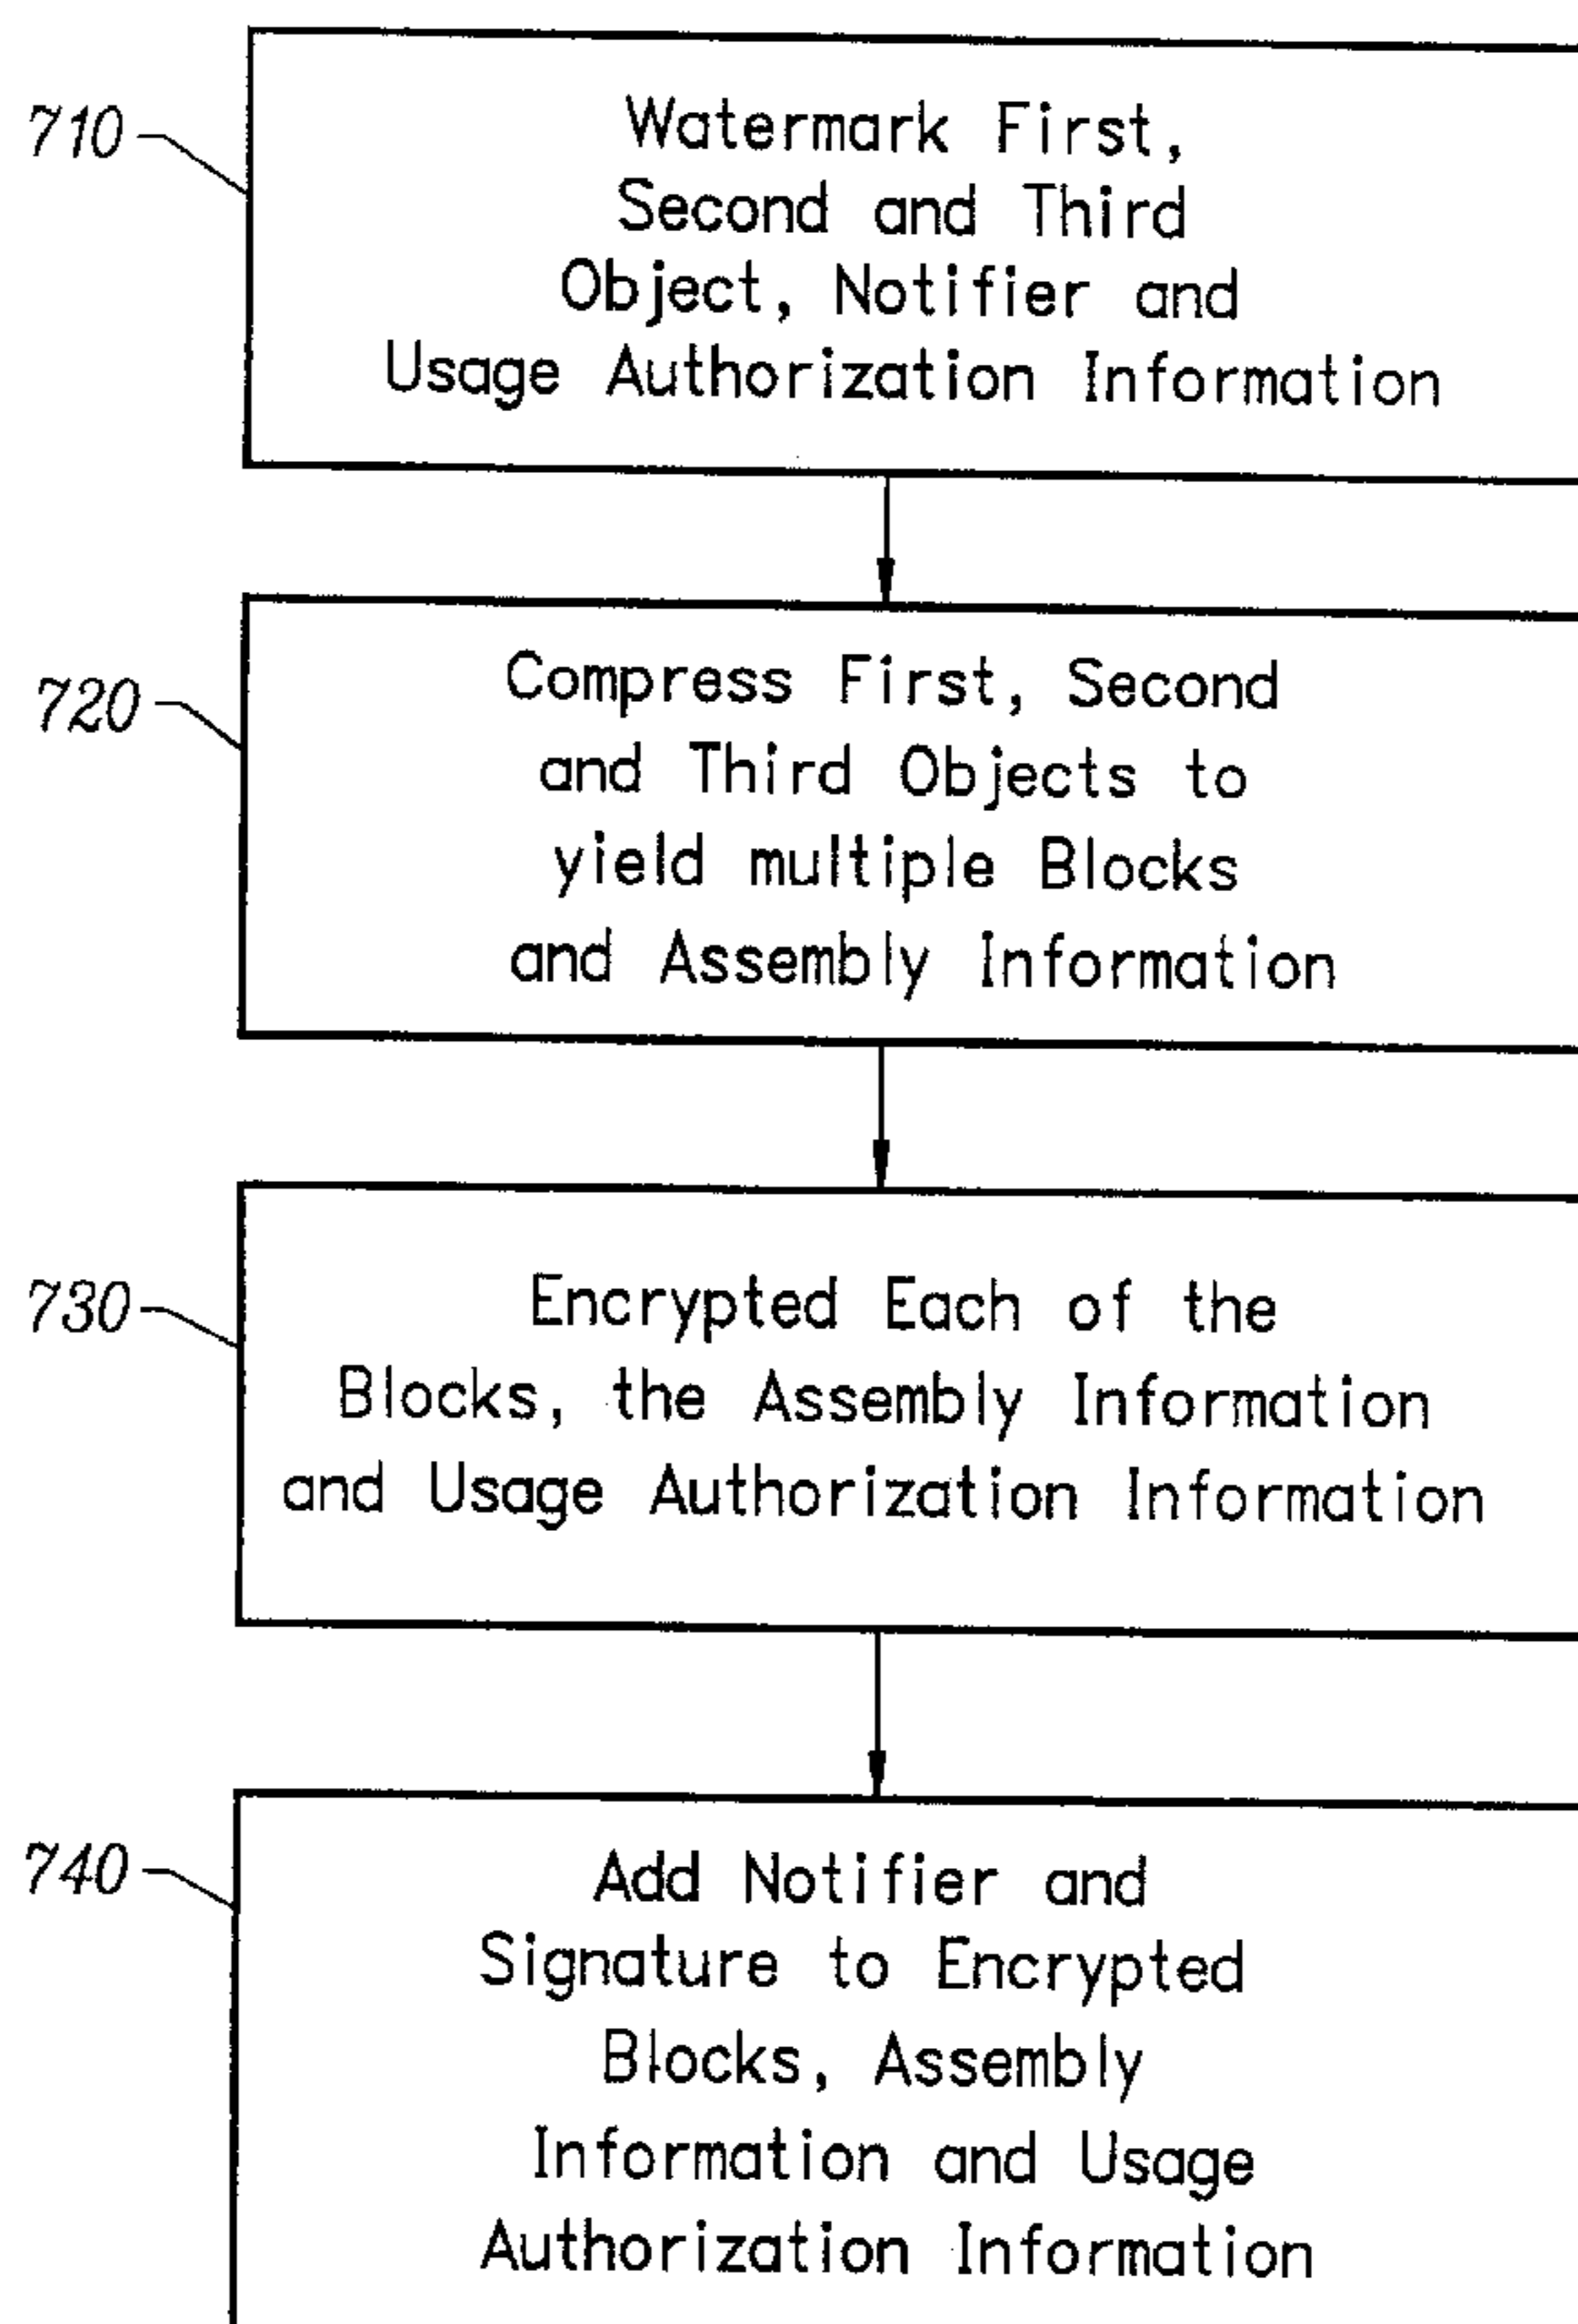 710
Watermark First,
Second and Third
Object, Notifier and
Usage Authorization Information
720
Compress First, Second
and Third Objects to
yield multiple Blocks
and Assembly Information
730
Encrypted Each of the
Blocks, the Assembly Information
and Usage Authorization Information
740
Add Notifier and
Signature to Encrypted
Blocks, Assembly
Information and Usage
Authorization Information